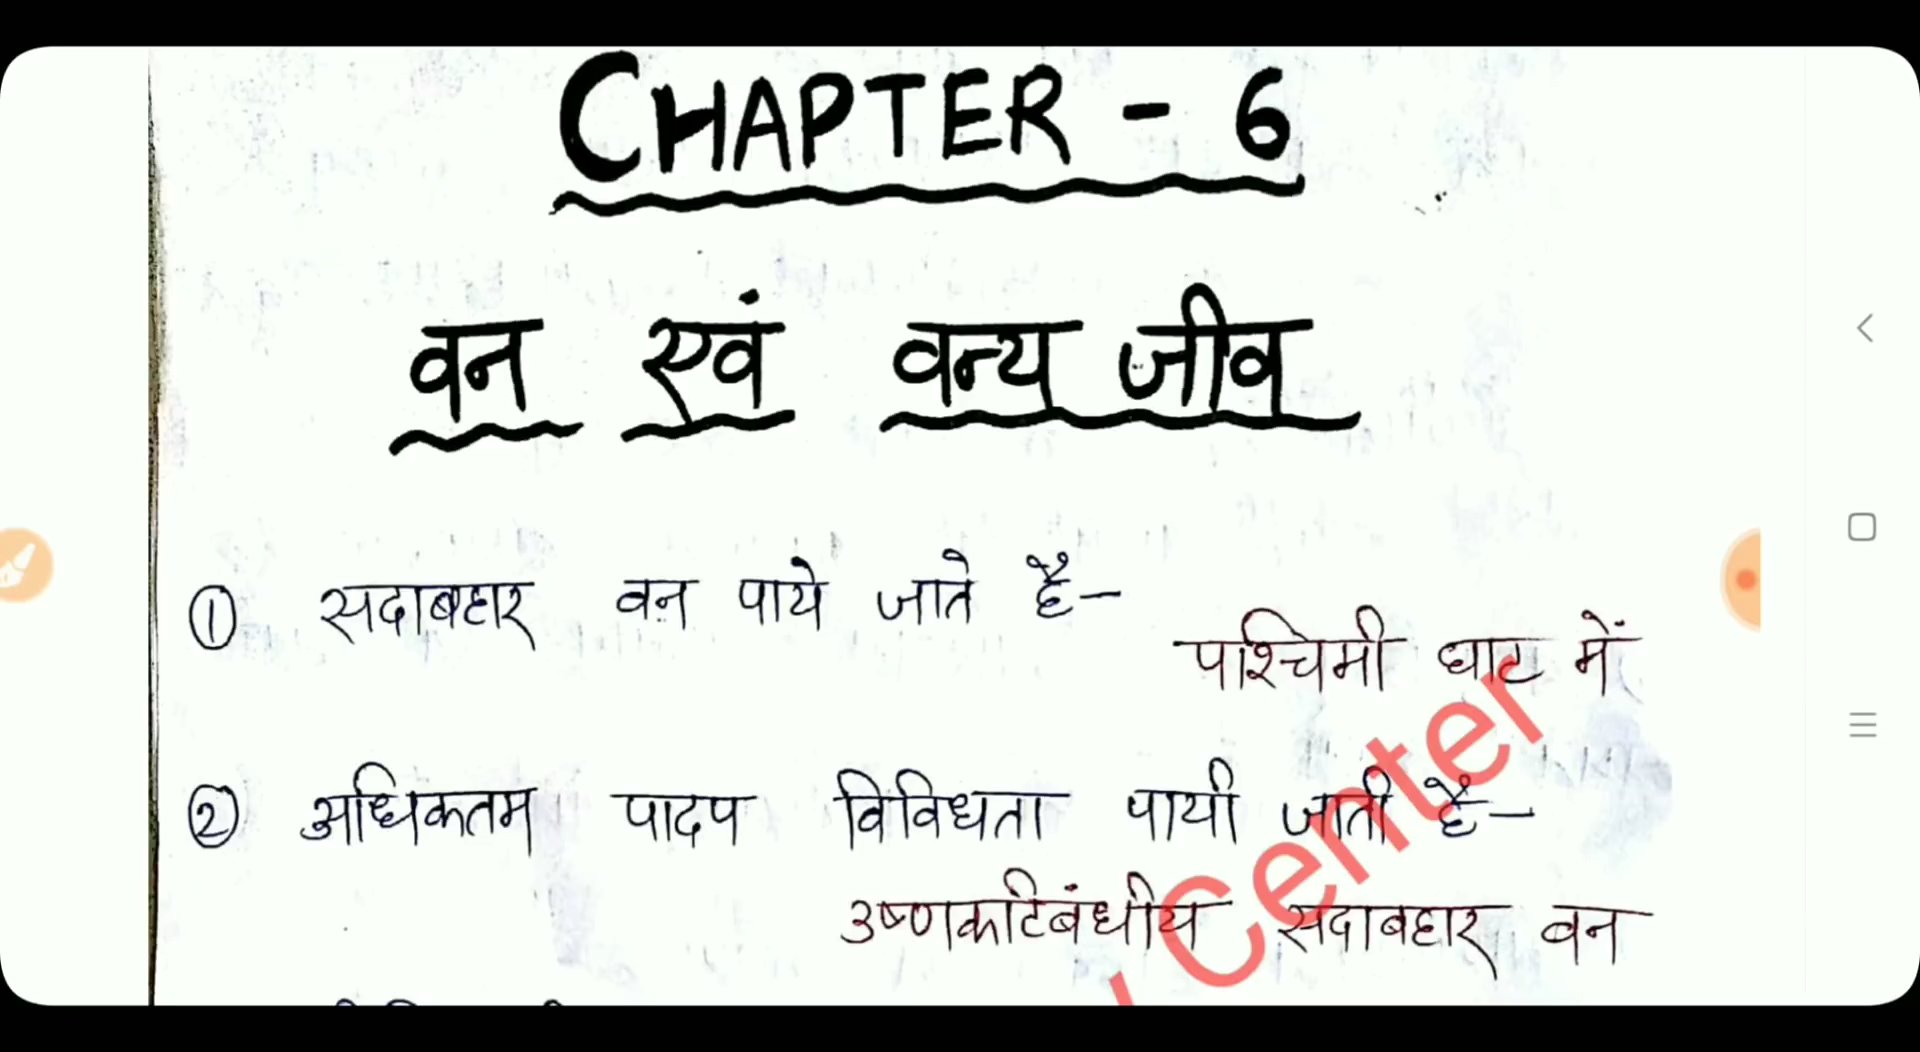 CHAPTER - 6
वन एवं वन्य जीव
① सदाबहार वन पाये जाते है-
पश्चिमी घाट में
② अधिकतम पादप विविधता पायी जाती है-
उष्णकटिबंधीय सदाबहार वन
Center